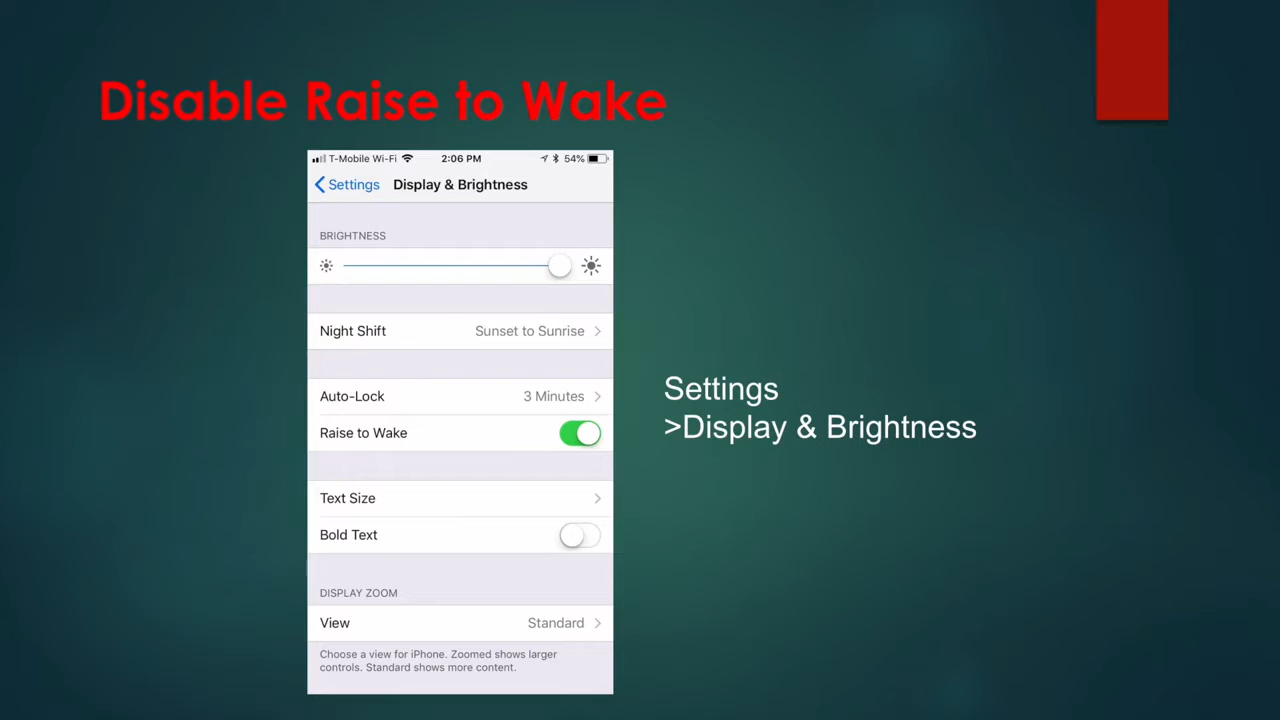 Disable Raise to Wake
T-Mobile Wi-Fi 2:06 PM 54%
Settings Display & Brightness
BRIGHTNESS
Night Shift Sunset to Sunrise
Auto-Lock 3 Minutes
Raise to Wake
Text Size
Bold Text
DISPLAY ZOOM
View Standard
Choose a view for iPhone. Zoomed shows larger
controls. Standard shows more content.
Settings
>Display & Brightness